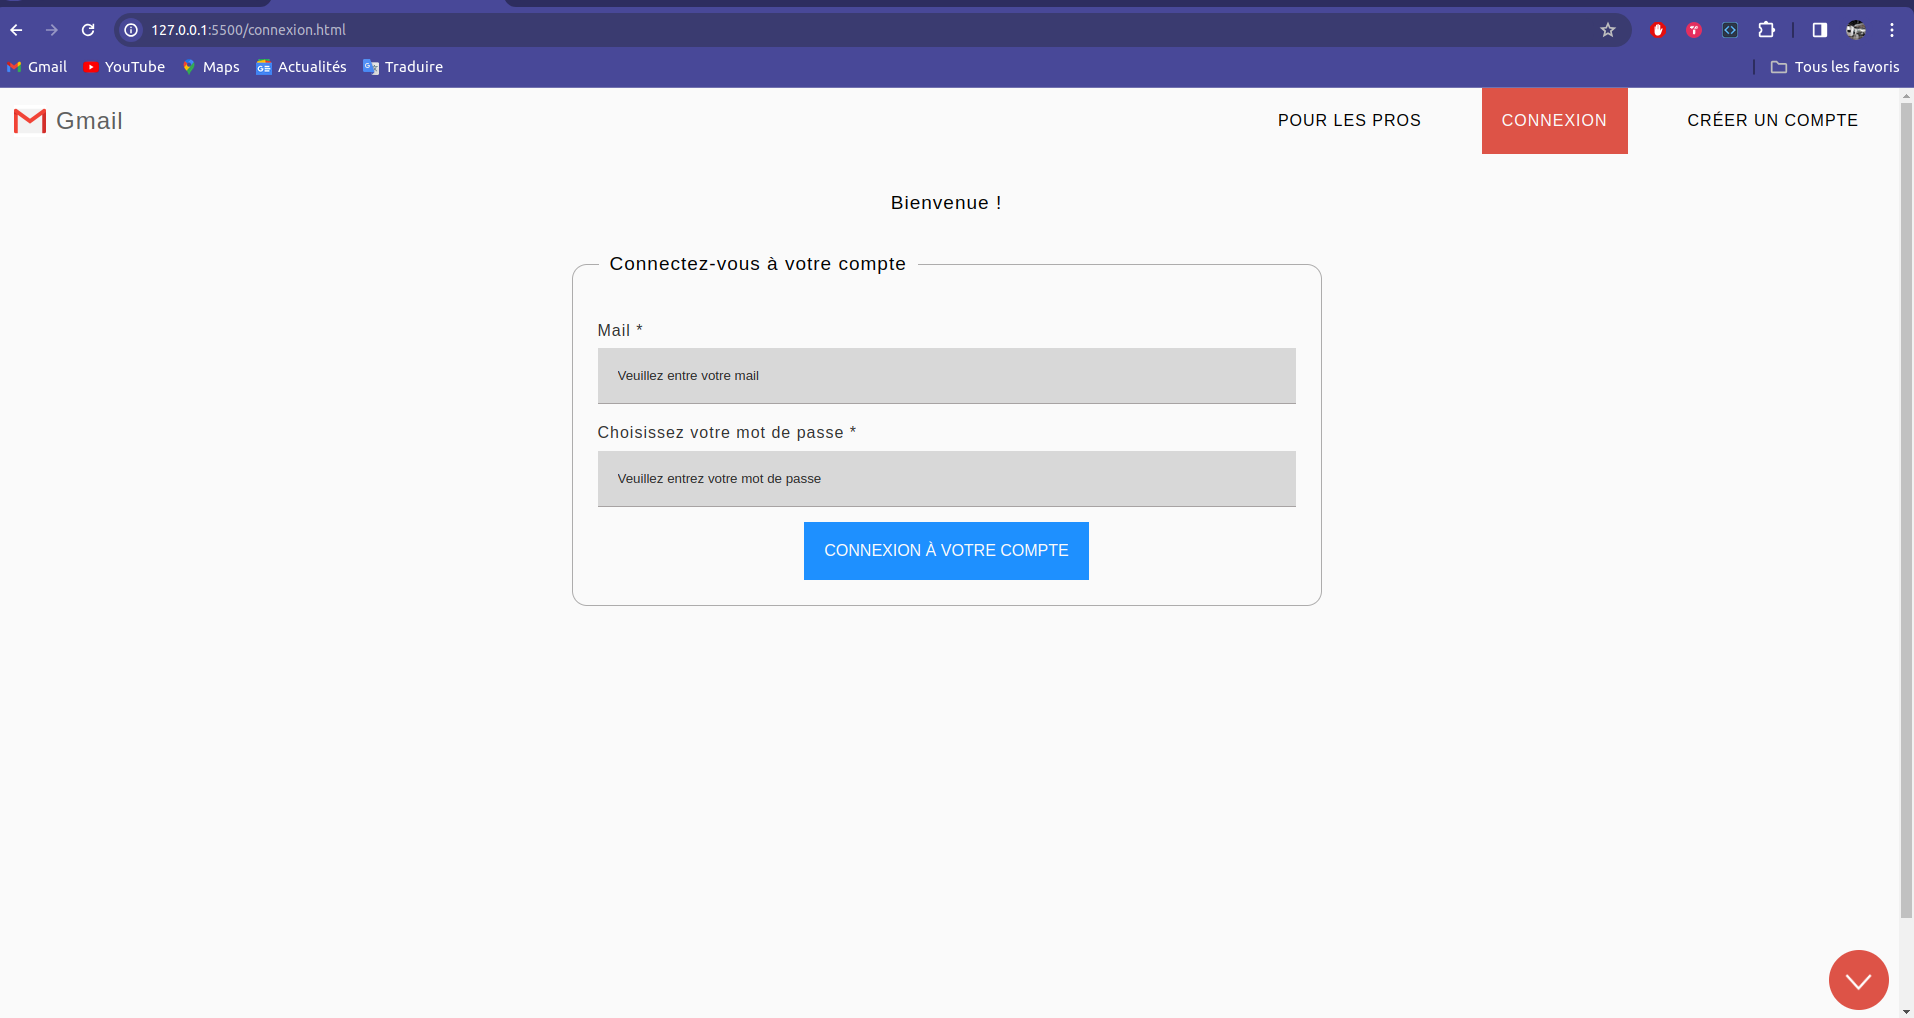 127.0.0.1:5500/connexion.html
Gmail YouTube Maps Actualités Traduire Tous les favoris
Gmail POUR LES PROS CONNEXION CRÉER UN COMPTE
Bienvenue !
Connectez-vous à votre compte
Mail *
Veuillez entre votre mail
Choisissez votre mot de passe *
Veuillez entrez votre mot de passe
CONNEXION À VOTRE COMPTE